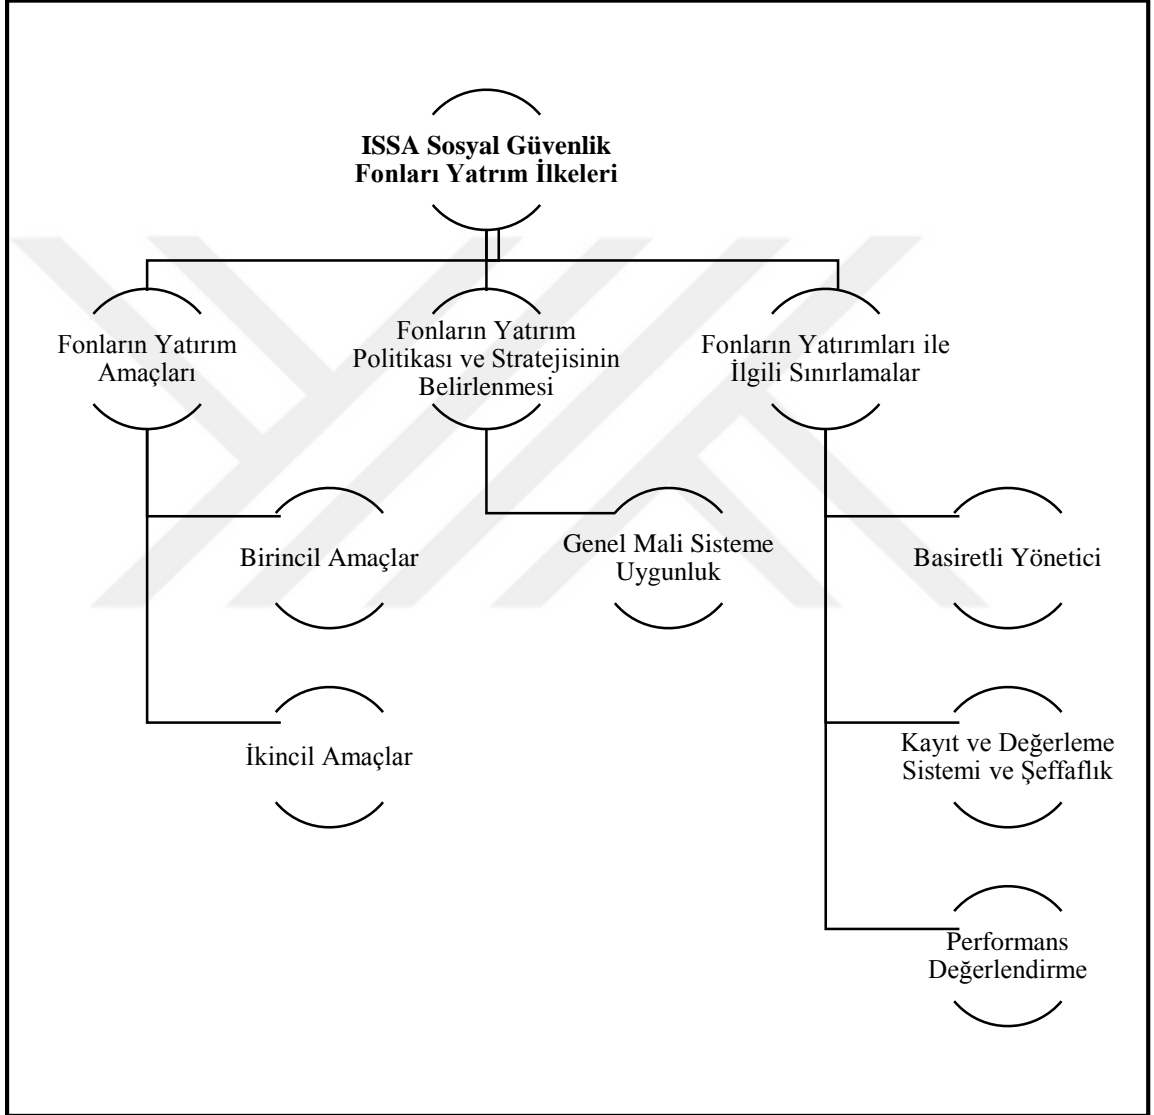 ISSA Sosyal Güvenlik
Fonları Yatrım İlkeleri
Fonların Yatırım
Amaçları
Fonların Yatırım
Politikası ve Stratejisinin
Belirlenmesi
Fonların Yatırımları ile
İlgili Sınırlamalar
Birincil Amaçlar
Genel Mali Sisteme
Uygunluk
Basiretli Yönetici
İkincil Amaçlar
Kayıt ve Değerleme
Sistemi ve Şeffaflık
Performans
Değerlendirme